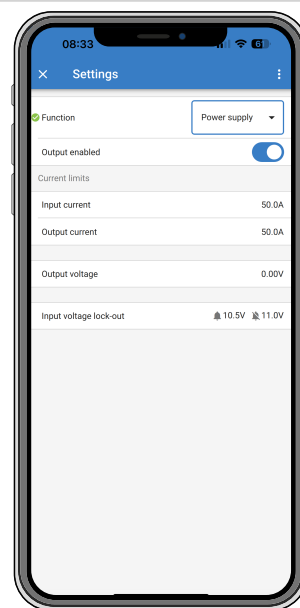 08:33 61
Settings
Function Power supply
Output enabled
Current limits
Input current 50.0A
Output current 50.0A
Output voltage 0.00V
Input voltage lock-out 10.5V 11.0V